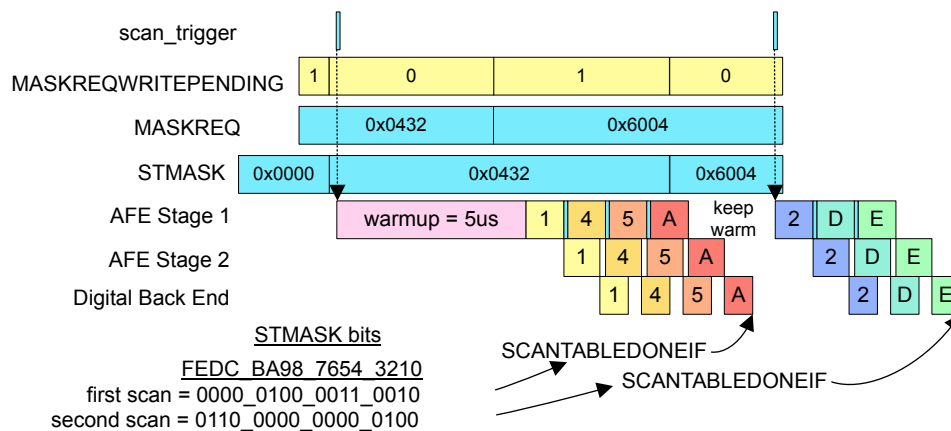 scan_trigger
MASKREQWRITEPENDING 1 0 1 0
MASKREQ 0x0432 0x6004
STMASK 0x0000 0x0432 0x6004
AFE Stage 1 warmup = 5us 1 4 5 A keep warm 2 D E
AFE Stage 2 1 4 5 A 2 D E
Digital Back End 1 4 5 A 2 D E
STMASK bits
FEDC_BA98_7654_3210
first scan = 0000_0100_0011_0010
second scan = 0110_0000_0000_0100
SCANTABLEDONEIF
SCANTABLEDONEIF